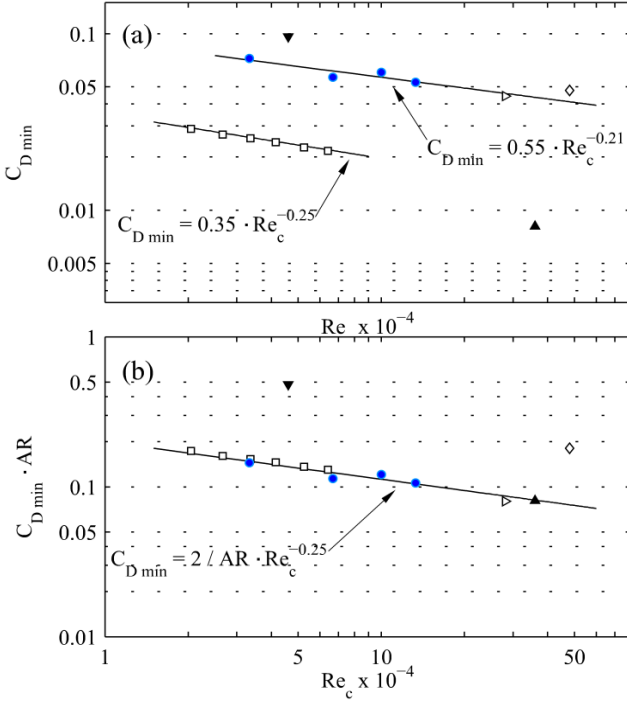 (a)
0.1
0.05
0.01
0.005
C_D min
C_D min = 0.55 · Re_c^−0.21
C_D min = 0.35 · Re_c^−0.25
Re x 10^−4
(b)
1
0.5
0.1
0.05
0.01
C_D min · AR
C_D min = 2 / AR · Re_c^−0.25
1 5 10 50
Re_c x 10^−4